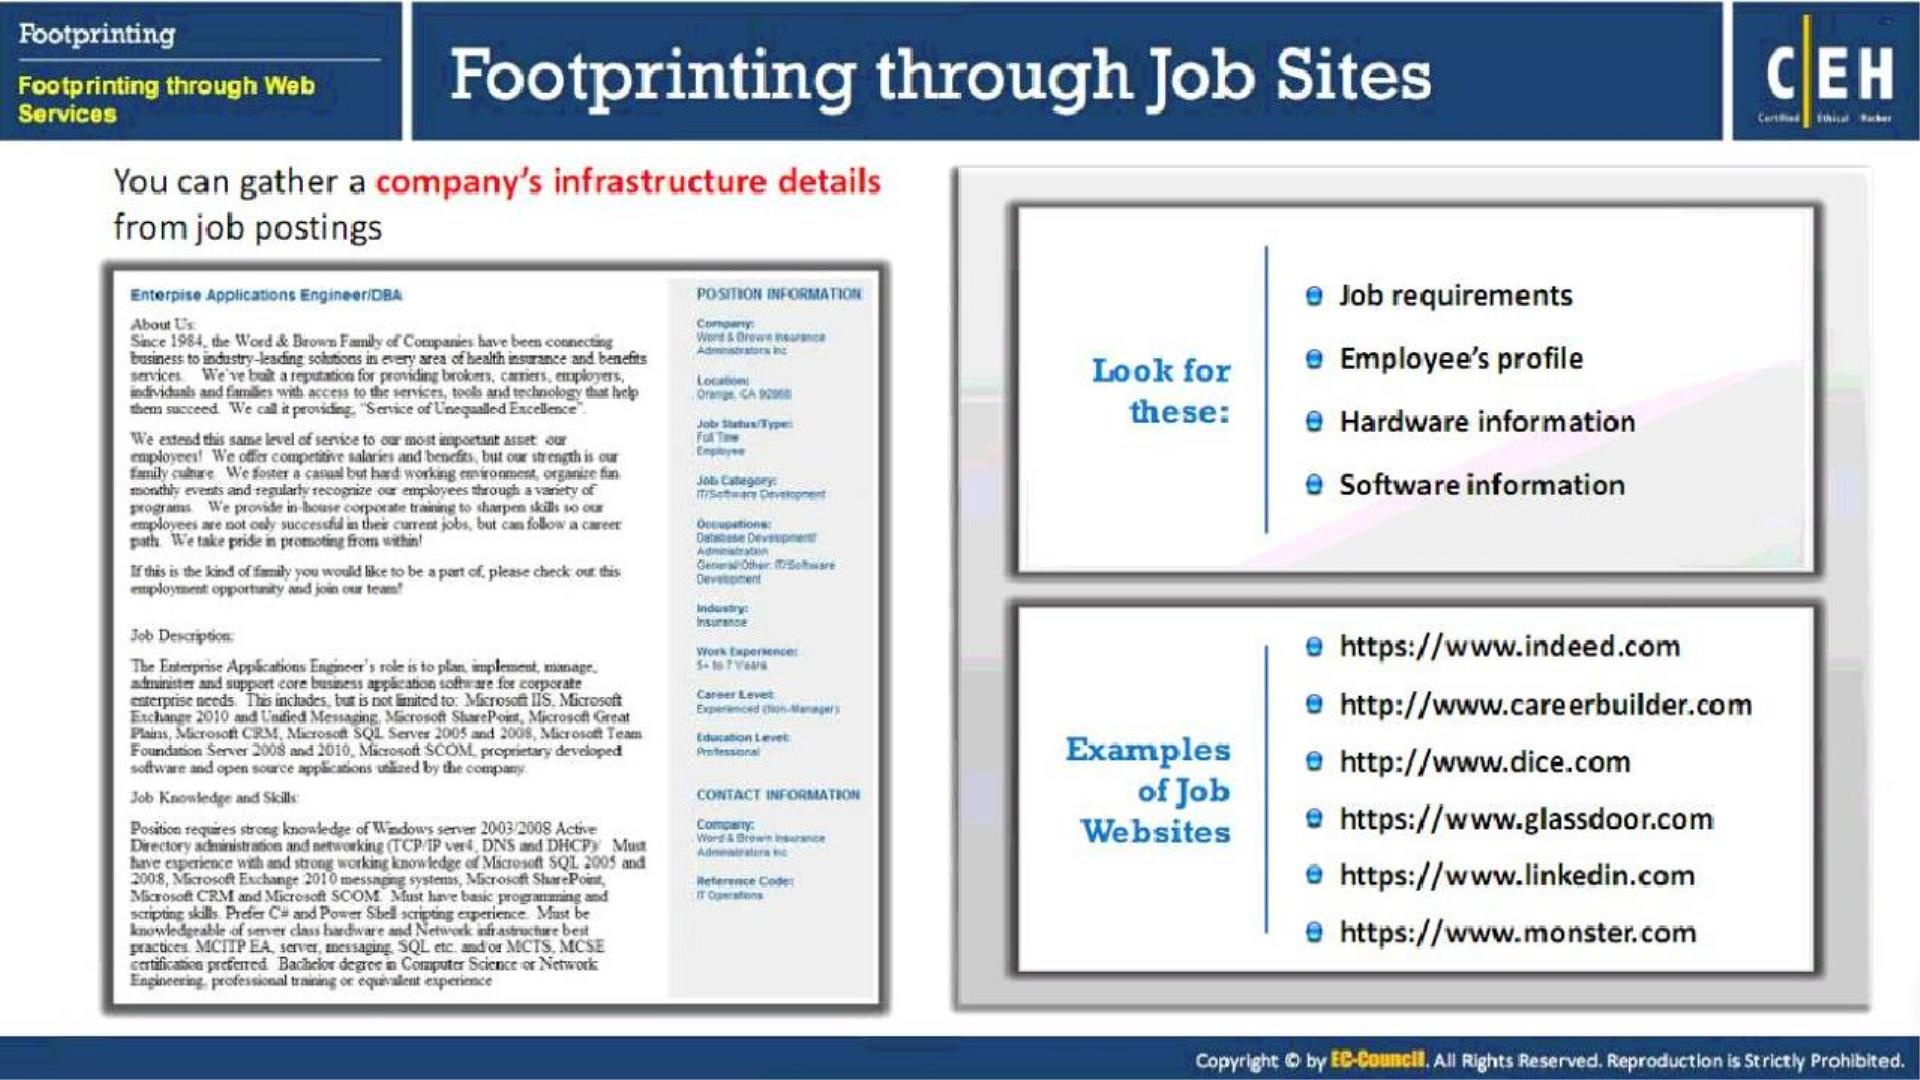 Footprinting
Footprinting through Web
Services
Footprinting through Job Sites
C|EH
Certified Ethical Hacker
You can gather a company's infrastructure details
from job postings
Enterpise Applications Engineer/DBA
About Us:
Since 1984, the Word & Brown Family of Companies have been connecting
business to industry-leading solutions in every area of health insurance and benefits
services. We've built a reputation for providing brokers, carriers, employers,
individuals and families with access to the services, tools and technology that help
them succeed. We call it providing, "Service of Unequalled Excellence".
We extend this same level of service to our most important asset: our
employees! We offer competitive salaries and benefits, but our strength is our
family culture. We foster a casual but hard working environment, organize fun
monthly events and regularly recognize our employees through a variety of
programs. We provide in-house corporate training to sharpen skills so our
employees are not only successful in their current jobs, but can follow a career
path. We take pride in promoting from within!
If this is the kind of family you would like to be a part of, please check out this
employment opportunity and join our team!
Job Description:
The Enterprise Applications Engineer's role is to plan, implement, manage,
administer and support core business application software for corporate
enterprise needs. This includes, but is not limited to: Microsoft IIS, Microsoft
Exchange 2010 and Unified Messaging, Microsoft SharePoint, Microsoft Great
Plains, Microsoft CRM, Microsoft SQL Server 2005 and 2008, Microsoft Team
Foundation Server 2008 and 2010, Microsoft SCOM, proprietary developed
software and open source applications utilized by the company.
Job Knowledge and Skills:
Position requires strong knowledge of Windows server 2003/2008 Active
Directory administration and networking (TCP/IP ver4, DNS and DHCP)/ Must
have experience with and strong working knowledge of Microsoft SQL 2005 and
2008, Microsoft Exchange 2010 messaging systems, Microsoft SharePoint,
Microsoft CRM and Microsoft SCOM. Must have basic programming and
scripting skills. Prefer C# and Power Shell scripting experience. Must be
knowledgeable of server class hardware and Network infrastructure best
practices. MCITP EA, server, messaging, SQL etc. and/or MCTS, MCSE
certification preferred. Bachelor degree in Computer Science or Network
Engineering, professional training or equivalent experience
POSITION INFORMATION
Company:
Word & Brown Insurance
Administrators Inc
Location:
Orange, CA 92868
Job Status/Type:
Full Time
Employee
Job Category:
IT/Software Development
Occupations:
Database Development/
Administration
General/Other: IT/Software
Development
Industry:
Insurance
Work Experience:
5+ to 7 Years
Career Level:
Experienced (Non-Manager)
Education Level:
Professional
CONTACT INFORMATION
Company:
Word & Brown Insurance
Administrators Inc
Reference Code:
IT Operations
Look for
these:
Job requirements
Employee's profile
Hardware information
Software information
Examples
of Job
Websites
https://www.indeed.com
http://www.careerbuilder.com
http://www.dice.com
https://www.glassdoor.com
https://www.linkedin.com
https://www.monster.com
Copyright © by EC-Council. All Rights Reserved. Reproduction is Strictly Prohibited.